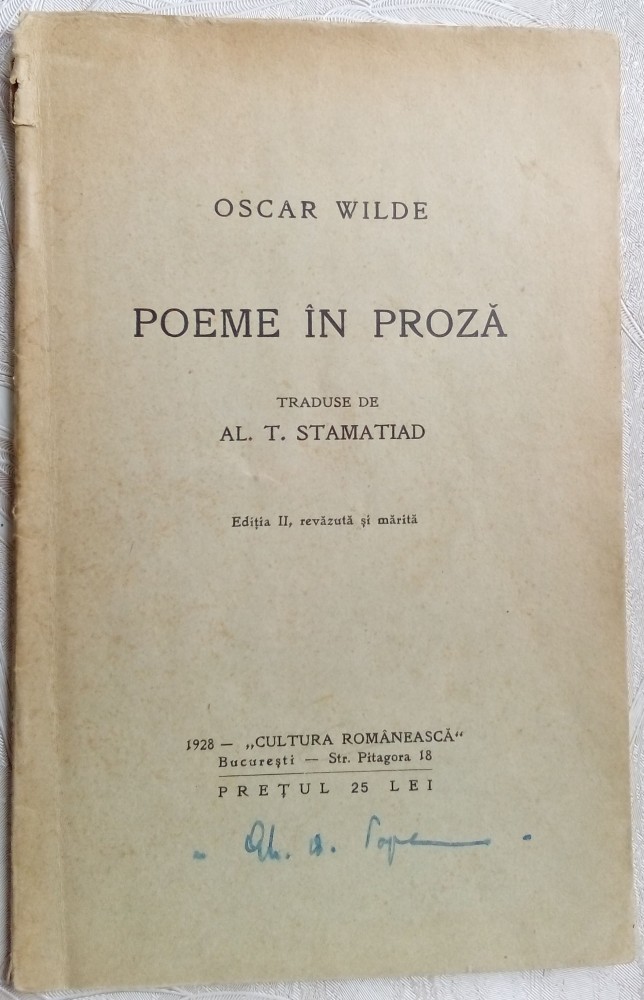 OSCAR WILDE
POEME ÎN PROZĂ
TRADUSE DE
AL. T. STAMATIAD
Ediția II, revăzută și mărită
1928 — „CULTURA ROMÂNEASCĂ“
București — Str. Pitagora 18
PREȚUL 25 LEI